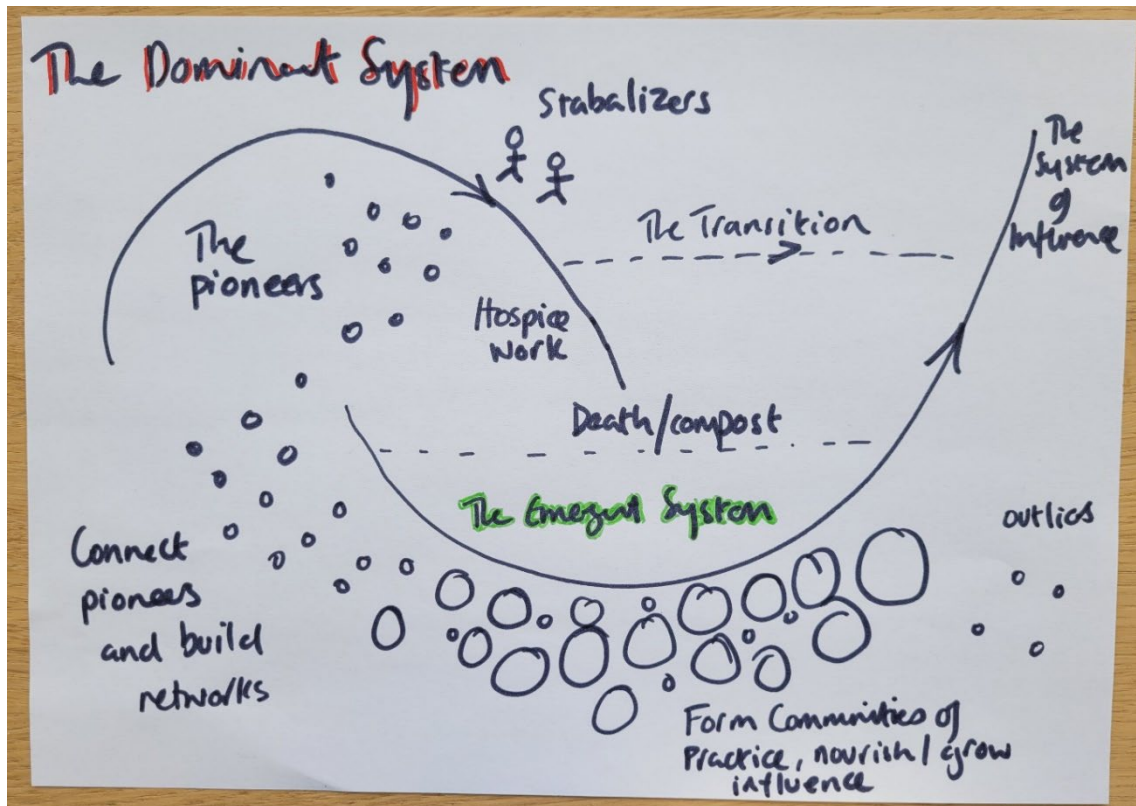 The Dominant System
Stabalizers
The
System
of
Influence
The Transition
The
pioneers
Hospice
work
Death/compost
The Emergent System
outlies
Connect
pioneers
and build
networks
Form Communities of
Practice, nourish/grow
influence